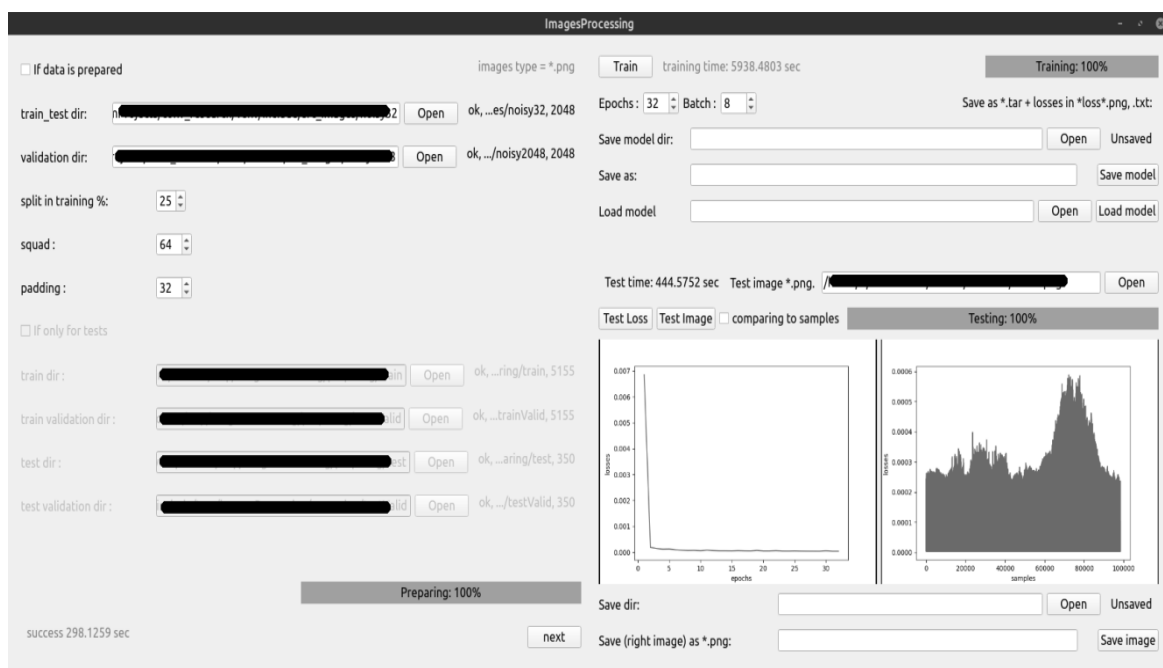 ImagesProcessing
If data is prepared
images type = *.png
train_test dir:
Open
ok, ...es/noisy32, 2048
validation dir:
Open
ok, .../noisy2048, 2048
split in training %:
25
squad :
64
padding :
32
If only for tests
train dir :
Open
ok, ...ring/train, 5155
train validation dir :
Open
ok, ...trainValid, 5155
test dir :
Open
ok, ...aring/test, 350
test validation dir :
Open
ok, .../testValid, 350
Preparing: 100%
success 298.1259 sec
next
Train
training time: 5938.4803 sec
Training: 100%
Epochs : 32 Batch : 8
Save as *.tar + losses in *loss*.png, .txt:
Save model dir:
Open
Unsaved
Save as:
Save model
Load model
Open
Load model
Test time: 444.5752 sec
Test image *.png.
Open
Test Loss
Test Image
comparing to samples
Testing: 100%
0.007
0.006
0.005
0.004
0.003
0.002
0.001
0.000
losses
0 5 10 15 20 25 30
epochs
0.0006
0.0005
0.0004
0.0003
0.0002
0.0001
0.0000
losses
0 20000 40000 60000 80000 100000
samples
Save dir:
Open
Unsaved
Save (right image) as *.png:
Save image